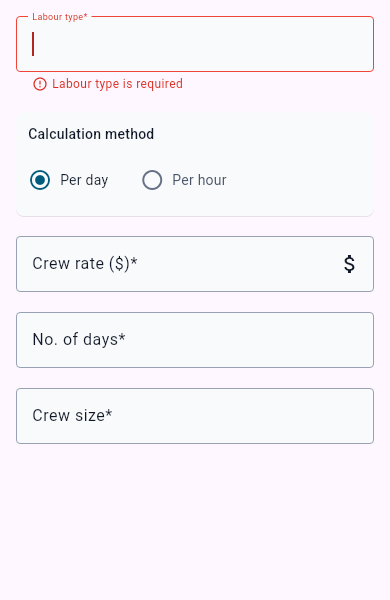 Labour type*
Labour type is required
Calculation method
Per day
Per hour
Crew rate ($)*
$
No. of days*
Crew size*